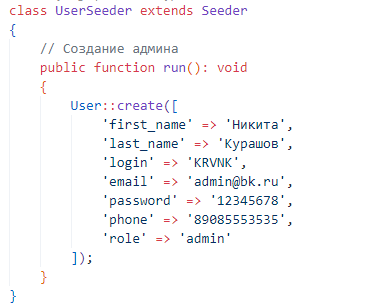 class UserSeeder extends Seeder
{
    // Создание админа
    public function run(): void
    {
        User::create([
            'first_name' => 'Никита',
            'last_name' => 'Курашов',
            'login' => 'KRVNK',
            'email' => 'admin@bk.ru',
            'password' => '12345678',
            'phone' => '89085553535',
            'role' => 'admin'
        ]);
    }
}